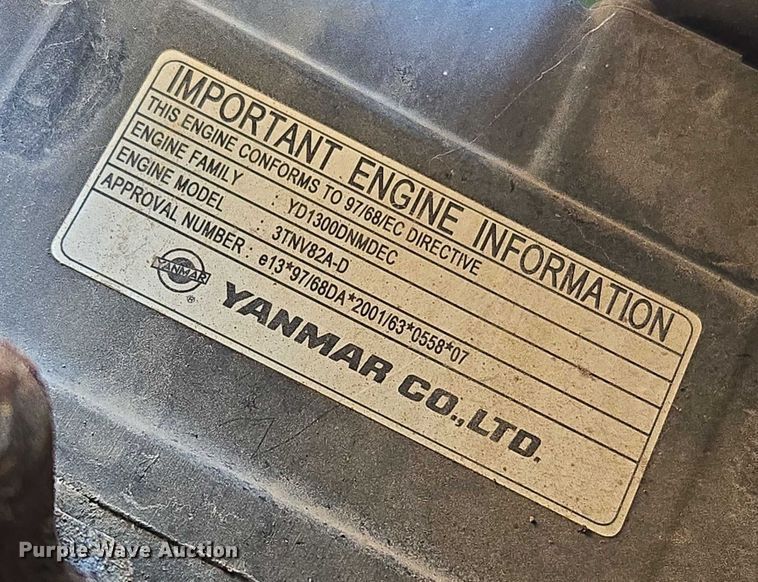 IMPORTANT ENGINE INFORMATION
THIS ENGINE CONFORMS TO 97/68/EC DIRECTIVE
ENGINE FAMILY : YD1300DNMDEC
ENGINE MODEL : 3TNV82A-D
APPROVAL NUMBER : e13*97/68DA*2001/63*0558*07
YANMAR
®
YANMAR CO.,LTD.
Purple Wave Auction